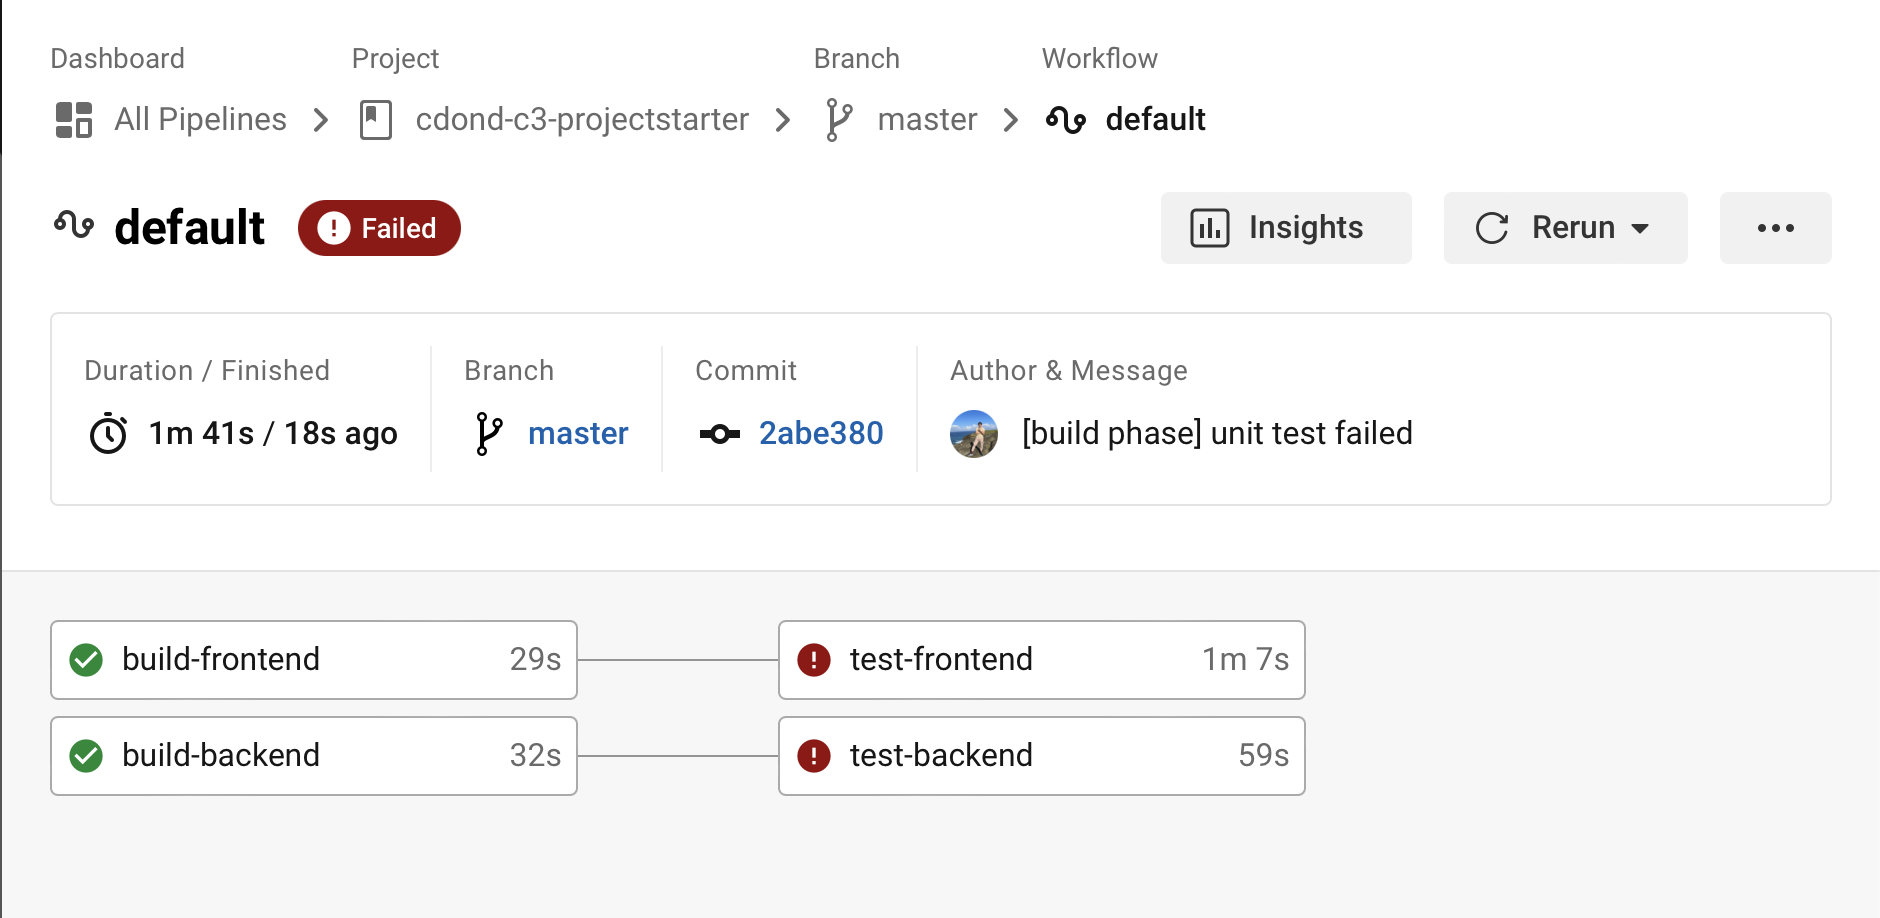 Dashboard Project Branch Workflow
All Pipelines cdond-c3-projectstarter master default
default Failed Insights Rerun
Duration / Finished Branch Commit Author & Message
1m 41s / 18s ago master 2abe380 [build phase] unit test failed
build-frontend 29s test-frontend 1m 7s
build-backend 32s test-backend 59s